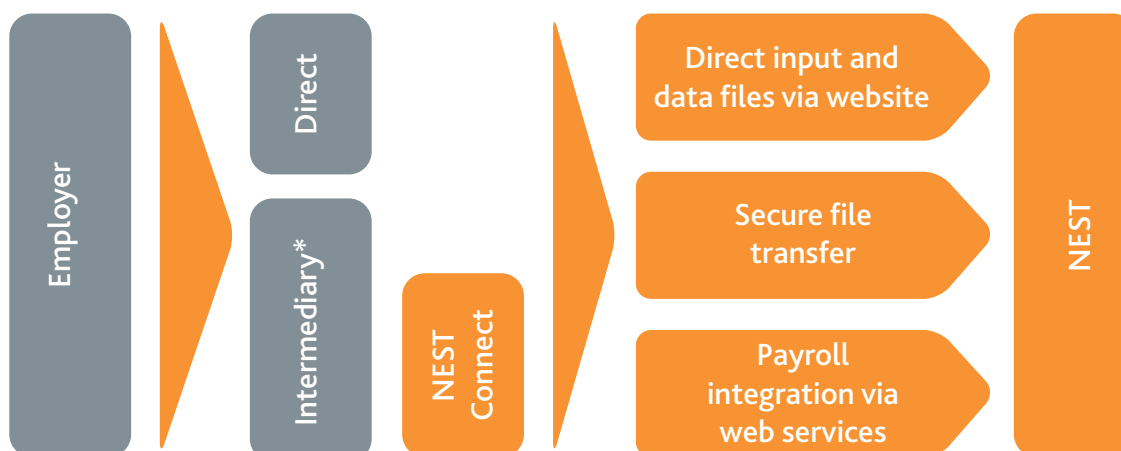 Employer
Direct
Intermediary*
NEST
Connect
Direct input and
data files via website
Secure file
transfer
Payroll
integration via
web services
NEST